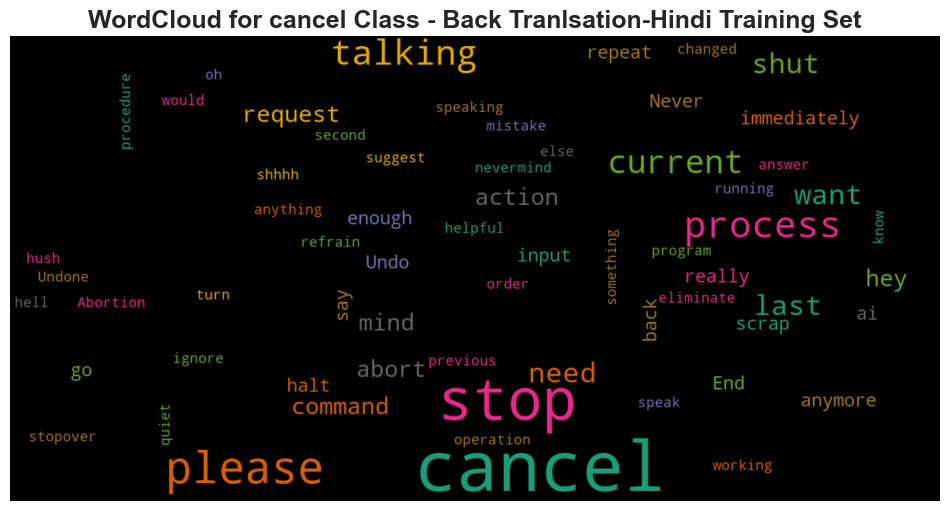 WordCloud for cancel Class - Back Tranlsation-Hindi Training Set
talking
repeat
changed
shut
oh
procedure
would
request
speaking
Never
immediately
second
mistake
suggest
else
nevermind
current
answer
shhhh
running
want
action
anything
enough
helpful
process
know
refrain
Undo
input
something
program
hush
Undone
really
hey
order
eliminate
turn
hell
Abortion
say
mind
back
last
scrap
ai
ignore
previous
go
abort
need
halt
End
command
stop
speak
anymore
quiet
stopover
operation
please
cancel
working